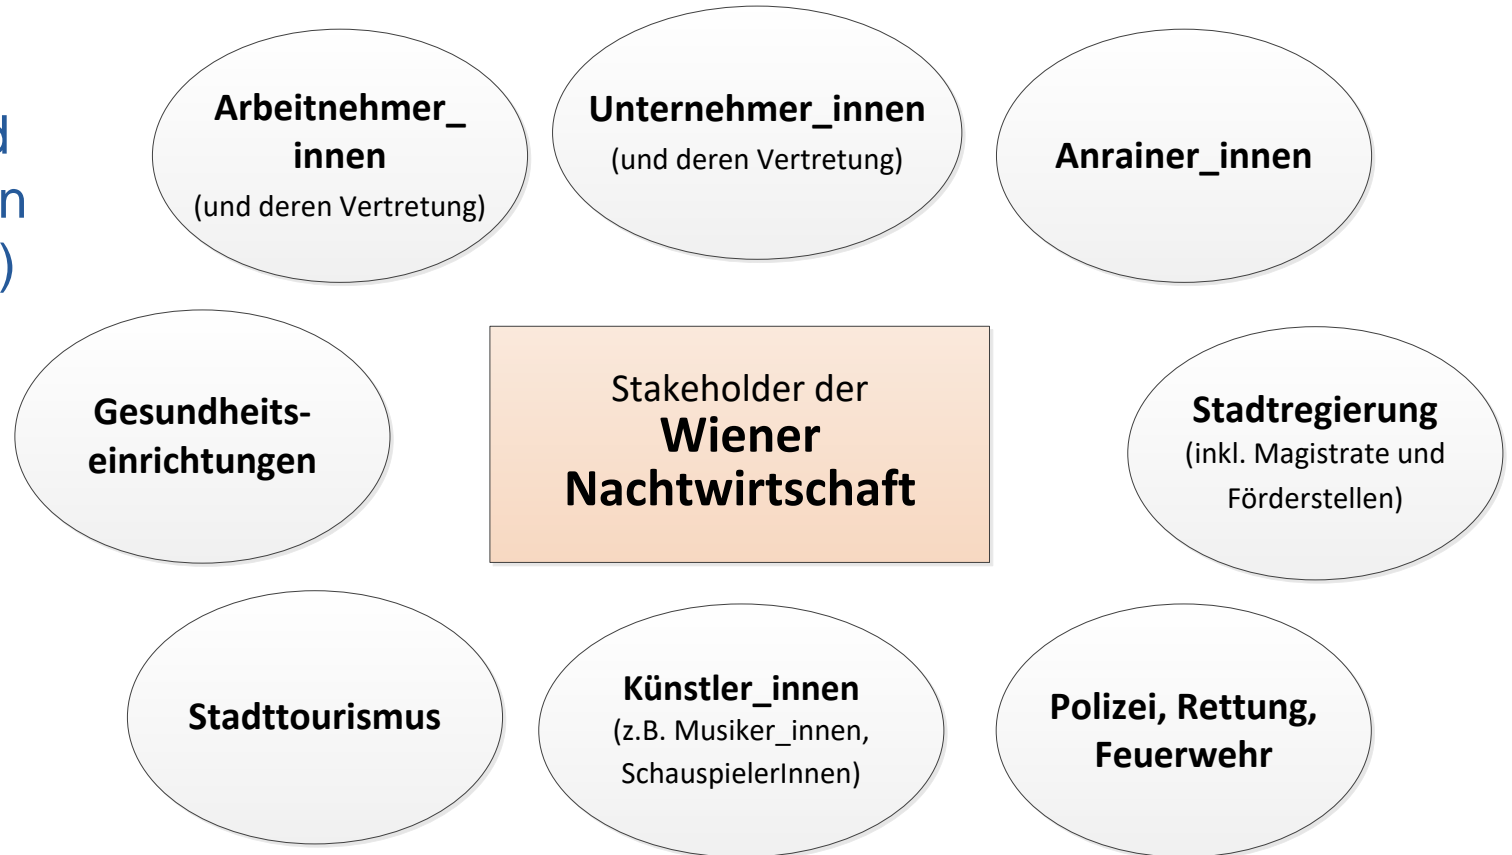 Arbeitnehmer_
innen
(und deren Vertretung)
Unternehmer_innen
(und deren Vertretung)
Anrainer_innen
Gesundheits-
einrichtungen
Stakeholder der
Wiener
Nachtwirtschaft
Stadtregierung
(inkl. Magistrate und
Förderstellen)
Stadttourismus
Künstler_innen
(z.B. Musiker_innen,
SchauspielerInnen)
Polizei, Rettung,
Feuerwehr